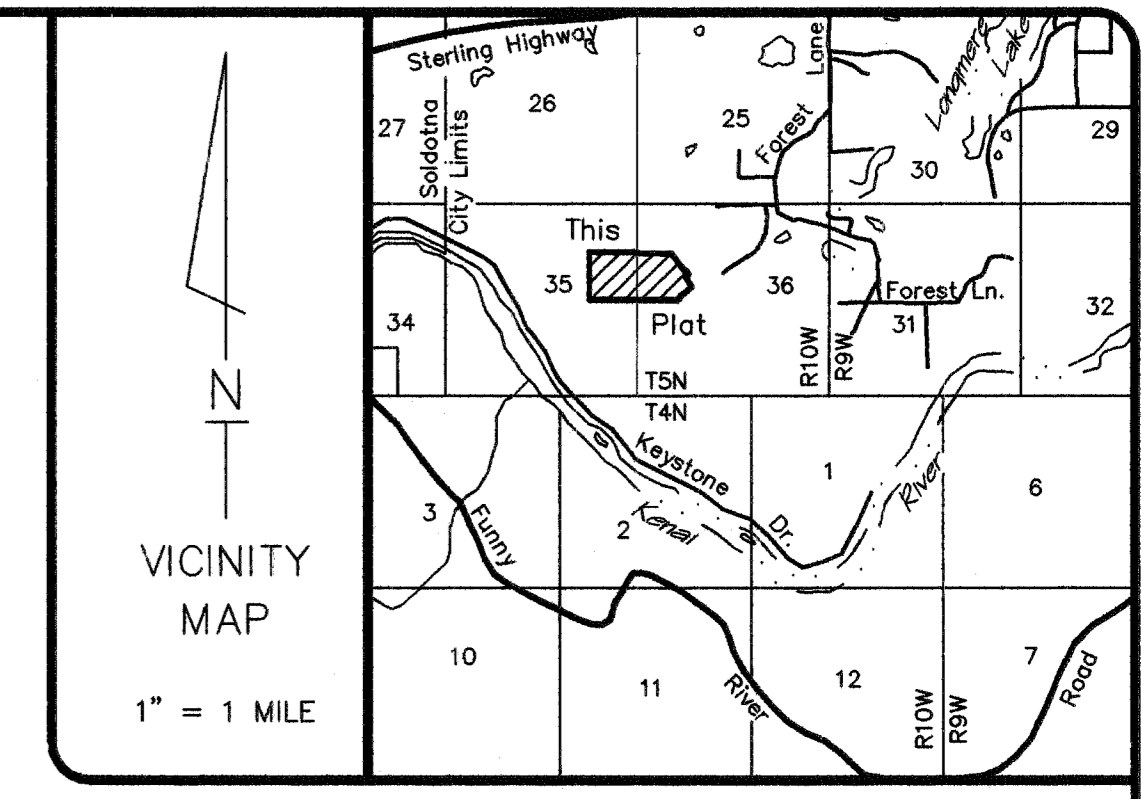 N
VICINITY
MAP
1” = 1 MILE
Sterling Highway
Lane
Longmere
Lake
27
Soldotna
City Limits
26
25
Forest
30
29
This
35
36
Plat
34
Forest Ln.
31
32
R10W
R9W
T5N
T4N
Keystone
Dr.
1
River
6
3
Funny
2
Kenai
10
11
River
12
7
Road
R10W
R9W